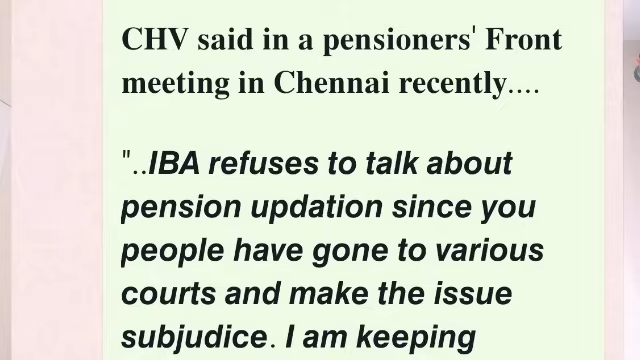 CHV said in a pensioners' Front
meeting in Chennai recently....
"..IBA refuses to talk about
pension updation since you
people have gone to various
courts and make the issue
subjudice. I am keeping